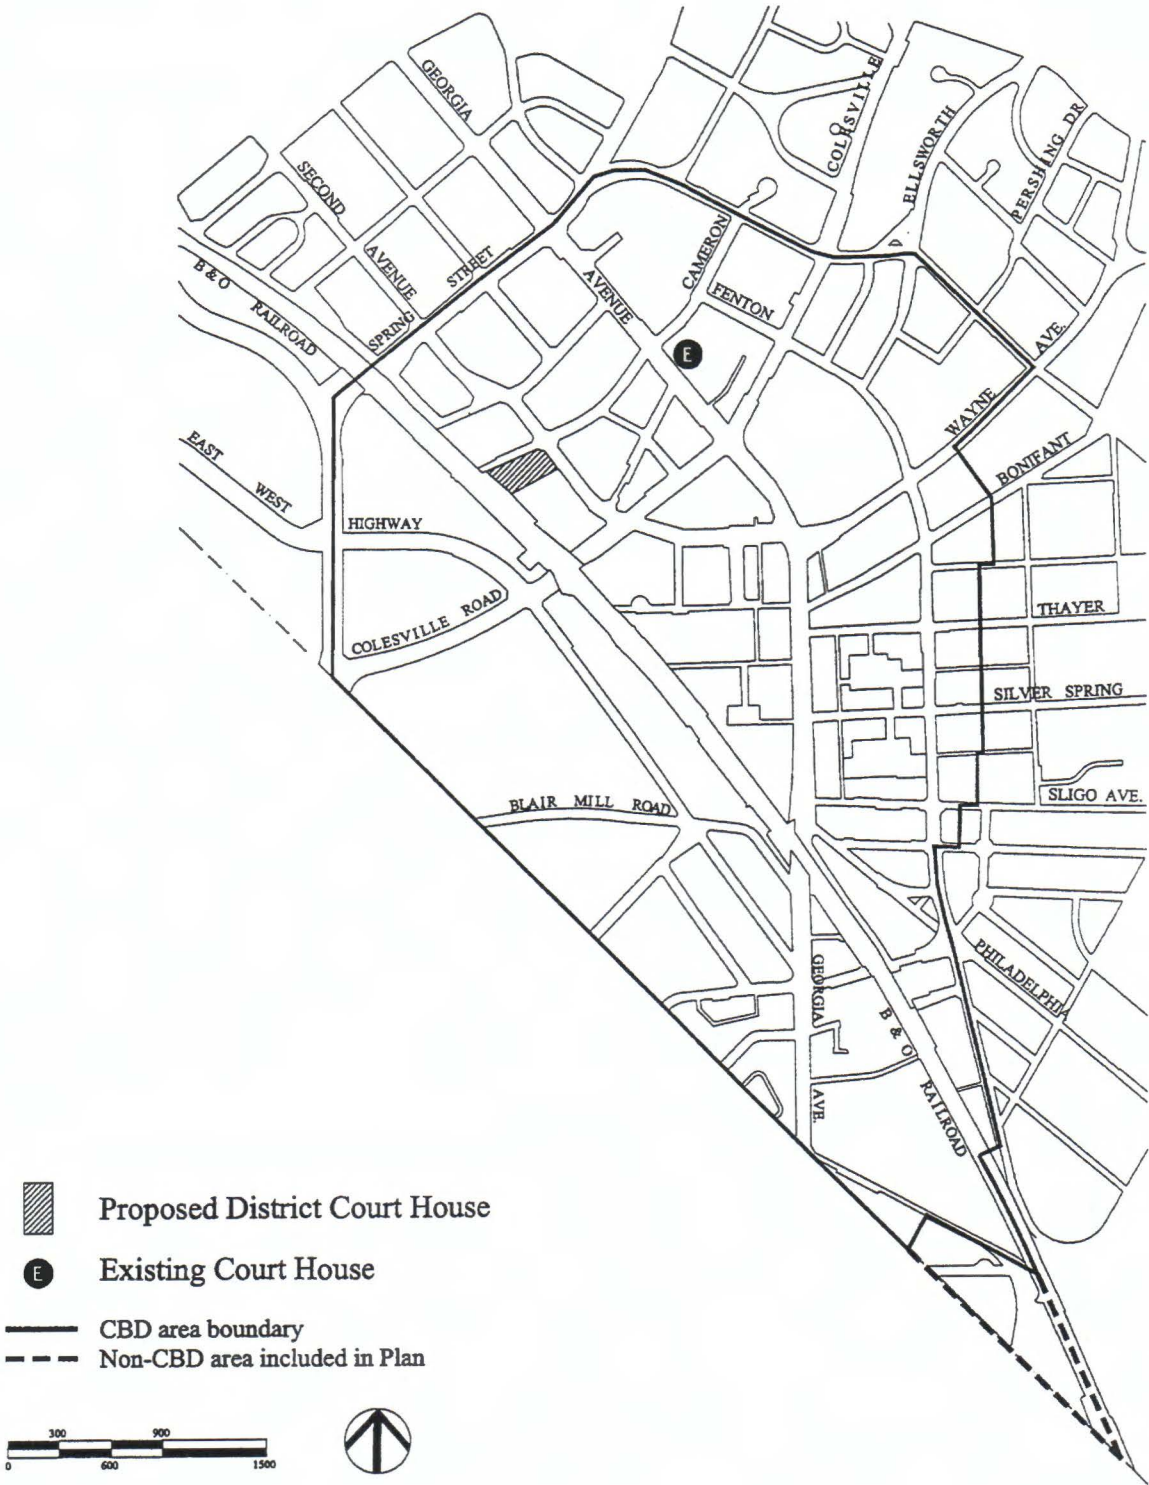 GEORGIA
COLESVILLE
ELLSWORTH
PERSHING DR
SECOND
AVENUE
SPRING
STREET
B & O
RAILROAD
AVENUE
CAMERON
FENTON
E
AVE.
WAYNE
BONIFANT
EAST
WEST
HIGHWAY
COLESVILLE ROAD
THAYER
SILVER SPRING
SLIGO AVE.
BLAIR MILL ROAD
PHILADELPHIA
GEORGIA
AVE.
B & O
RAILROAD
Proposed District Court House
E
Existing Court House
CBD area boundary
Non-CBD area included in Plan
300 900
0 600 1500